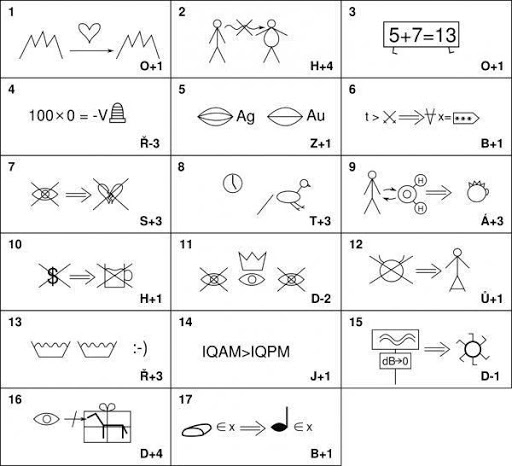 1
O+1
2
H+4
3
5+7=13
O+1
4
100×0 = -V
Ř-3
5
Ag Au
Z+1
6
t > x=
B+1
7
S+3
8
T+3
9
H
O
H
Á+3
10
$
H+1
11
D-2
12
Ů+1
13
:-)
Ř+3
14
IQAM>IQPM
J+1
15
dB→0
D-1
16
D+4
17
∈ x ⇒ ∈ x
B+1